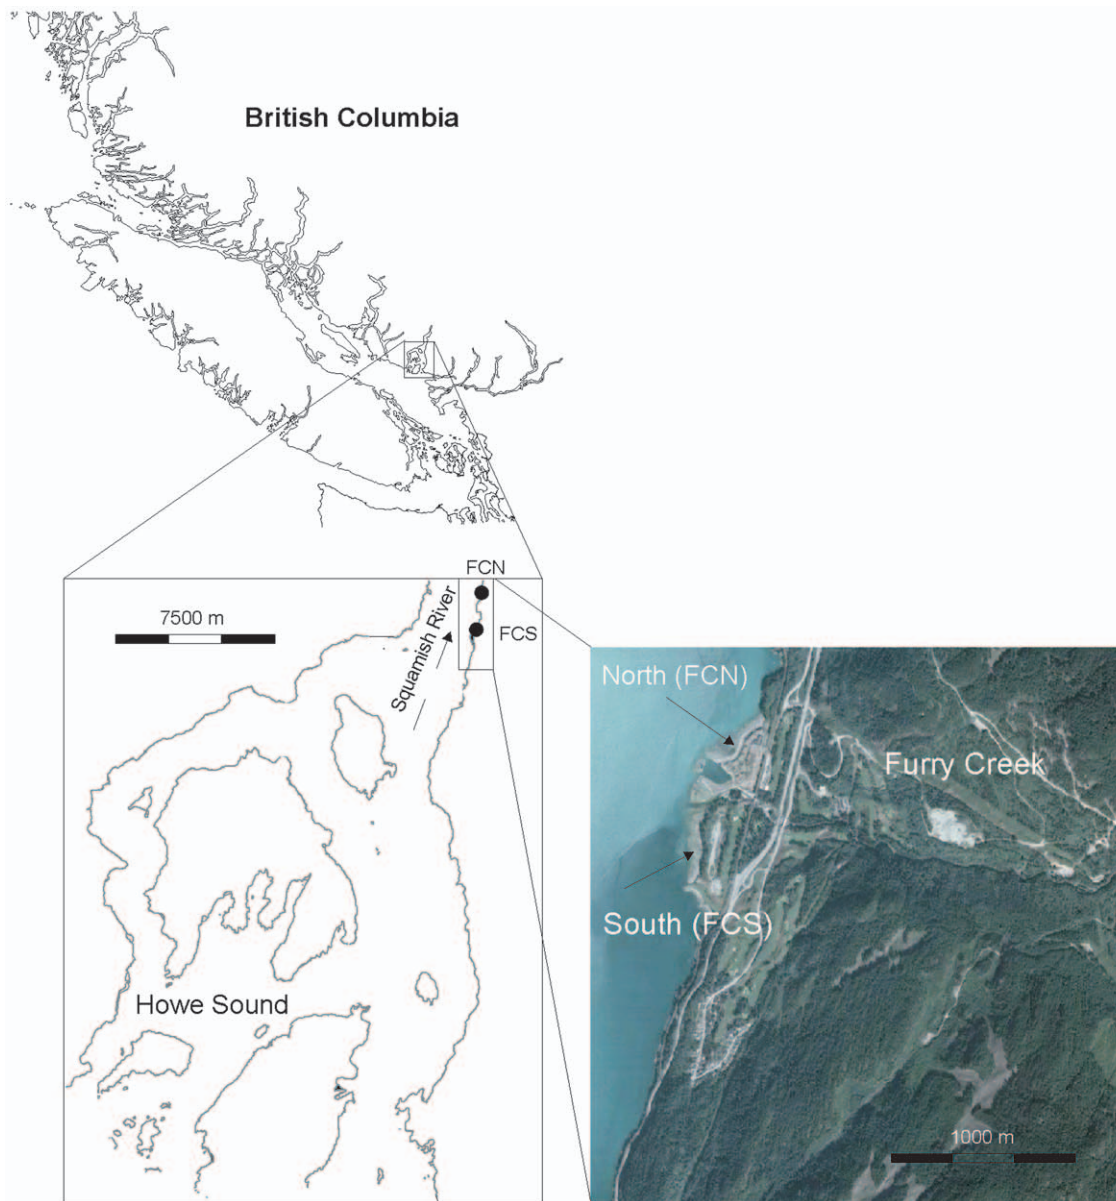 British Columbia
FCN
7500 m
FCS
Squamish River
North (FCN)
Furry Creek
South (FCS)
Howe Sound
1000 m